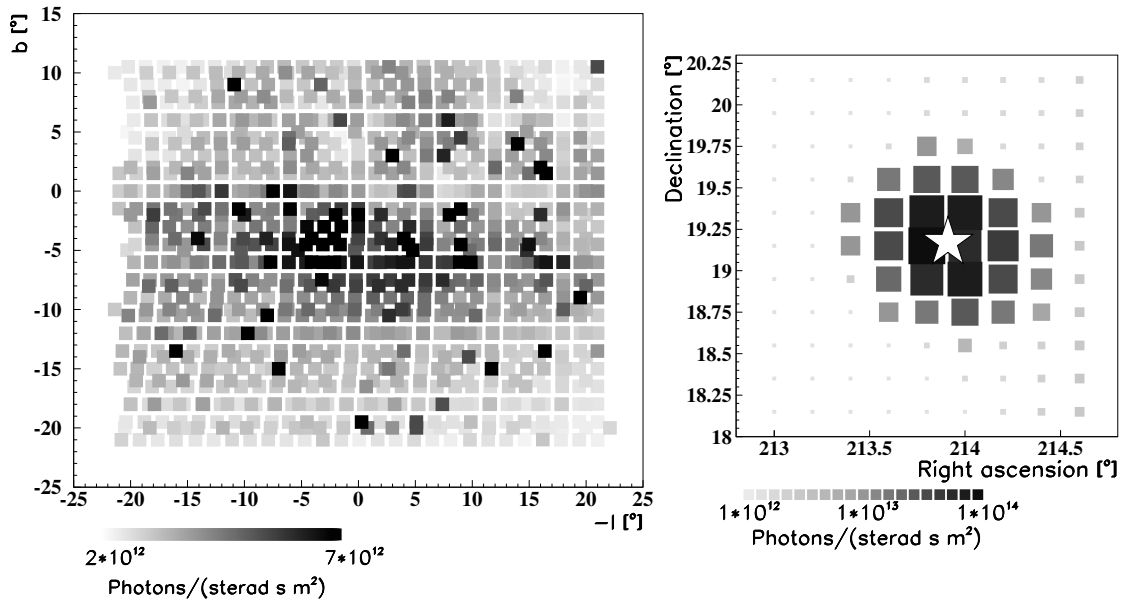 b [°]
15
10
5
0
-5
-10
-15
-20
-25
-25 -20 -15 -10 -5 0 5 10 15 20 25
-l [°]
2*10¹² 7*10¹²
Photons/(sterad s m²)
Declination [°]
20.25
20
19.75
19.5
19.25
19
18.75
18.5
18.25
18
213 213.5 214 214.5
Right ascension [°]
1*10¹² 1*10¹³ 1*10¹⁴
Photons/(sterad s m²)